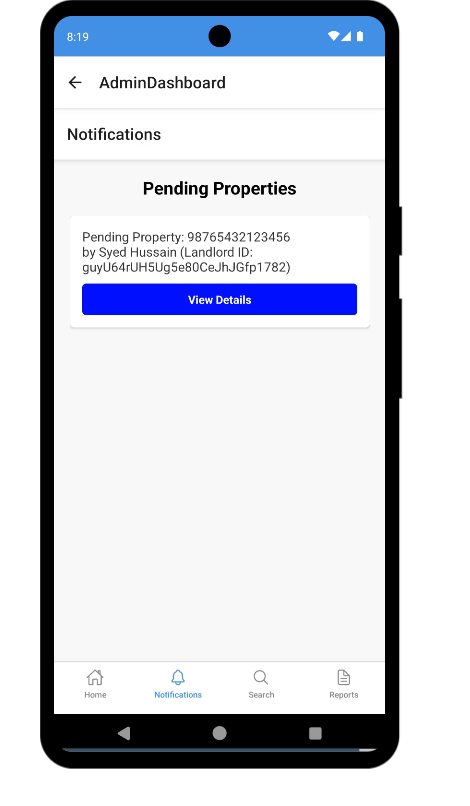 8:19
AdminDashboard
Notifications
Pending Properties
Pending Property: 98765432123456
by Syed Hussain (Landlord ID:
guyU64rUH5Ug5e80CeJhJGfp1782)
View Details
Home
Notifications
Search
Reports